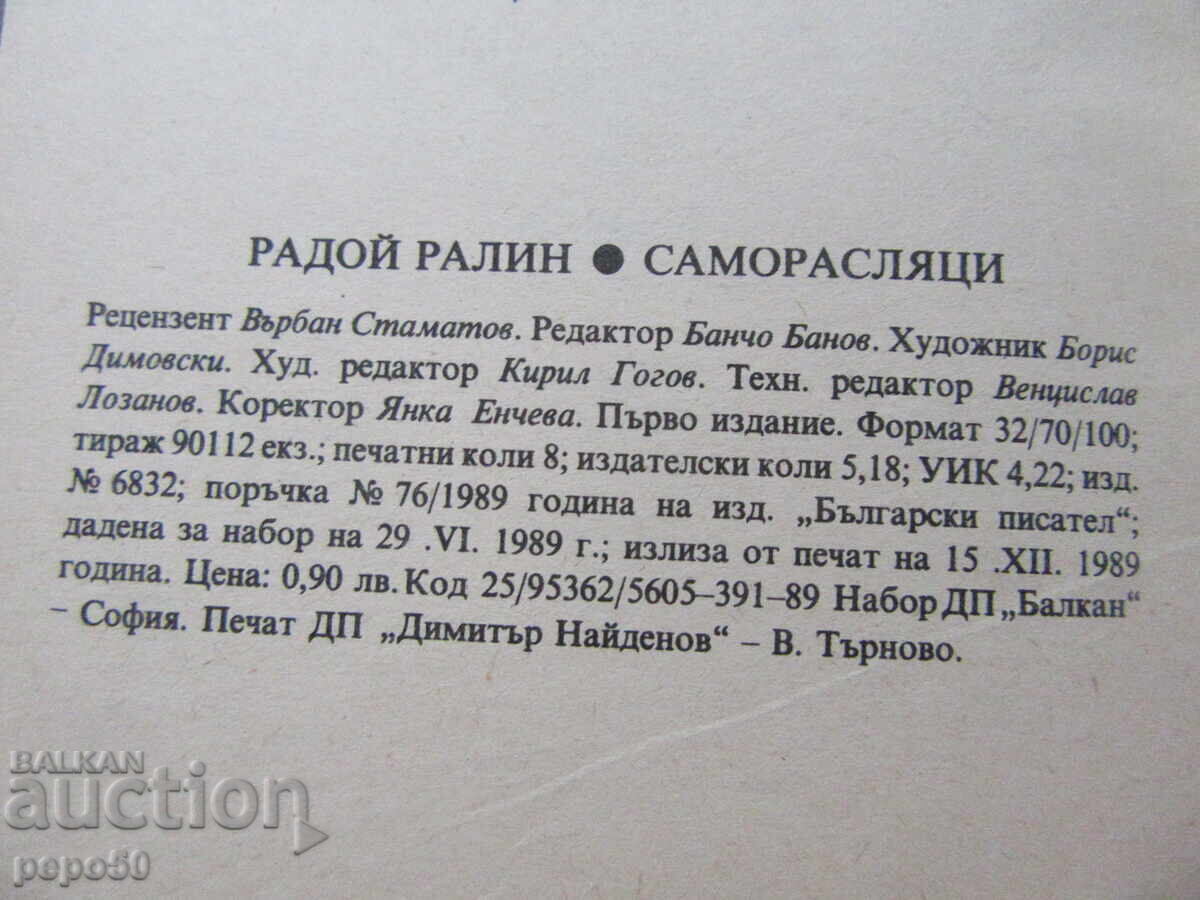 РАДОЙ РАЛИН ● САМОРАСЛЯЦИ
Рецензент Върбан Стаматов. Редактор Банчо Банов. Художник Борис
Димовски. Худ. редактор Кирил Гогов. Техн. редактор Венцислав
Лозанов. Коректор Янка Енчева. Първо издание. Формат 32/70/100;
тираж 90112 екз.; печатни коли 8; издателски коли 5,18; УИК 4,22; изд.
№ 6832; поръчка № 76/1989 година на изд. „Български писател“;
дадена за набор на 29 .VI. 1989 г.; излиза от печат на 15 .XII. 1989
година. Цена: 0,90 лв. Код 25/95362/5605–391–89 Набор ДП „Балкан“
– София. Печат ДП „Димитър Найденов“ – В. Търново.
BALKAN
auction
pepo50